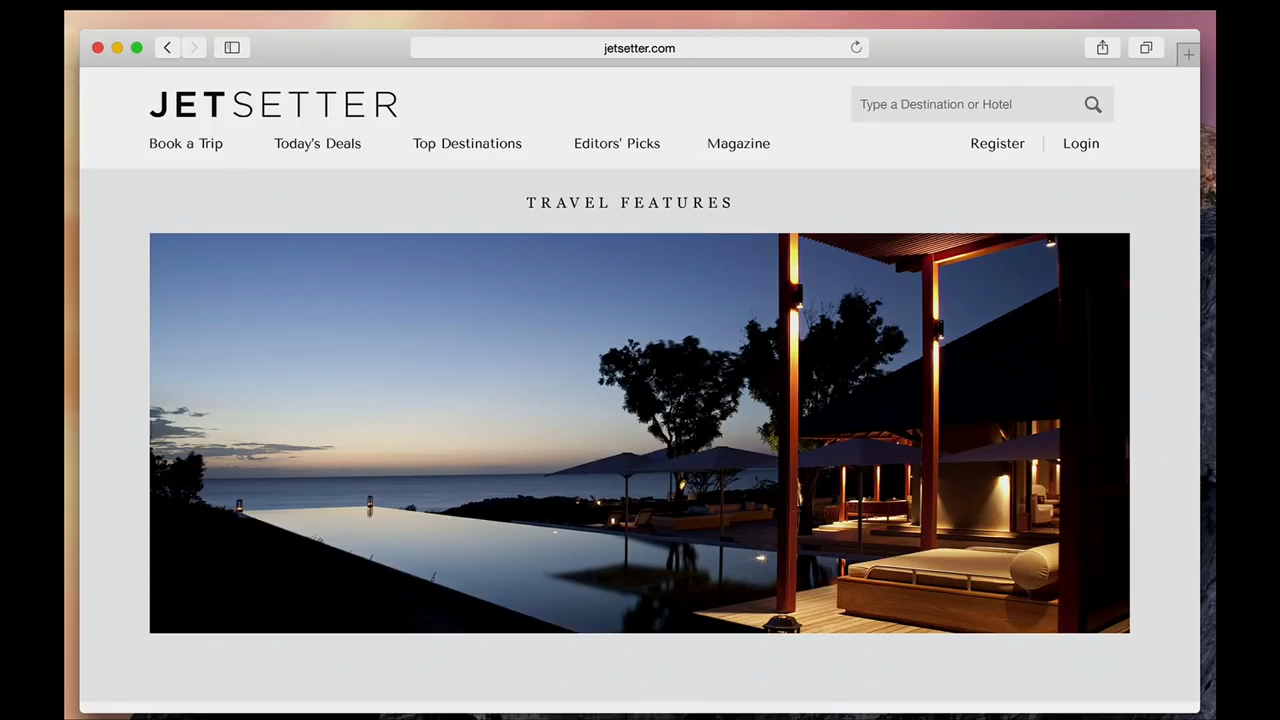 jetsetter.com
JETSETTER
Type a Destination or Hotel
Book a Trip Today's Deals Top Destinations Editors' Picks Magazine Register Login
TRAVEL FEATURES